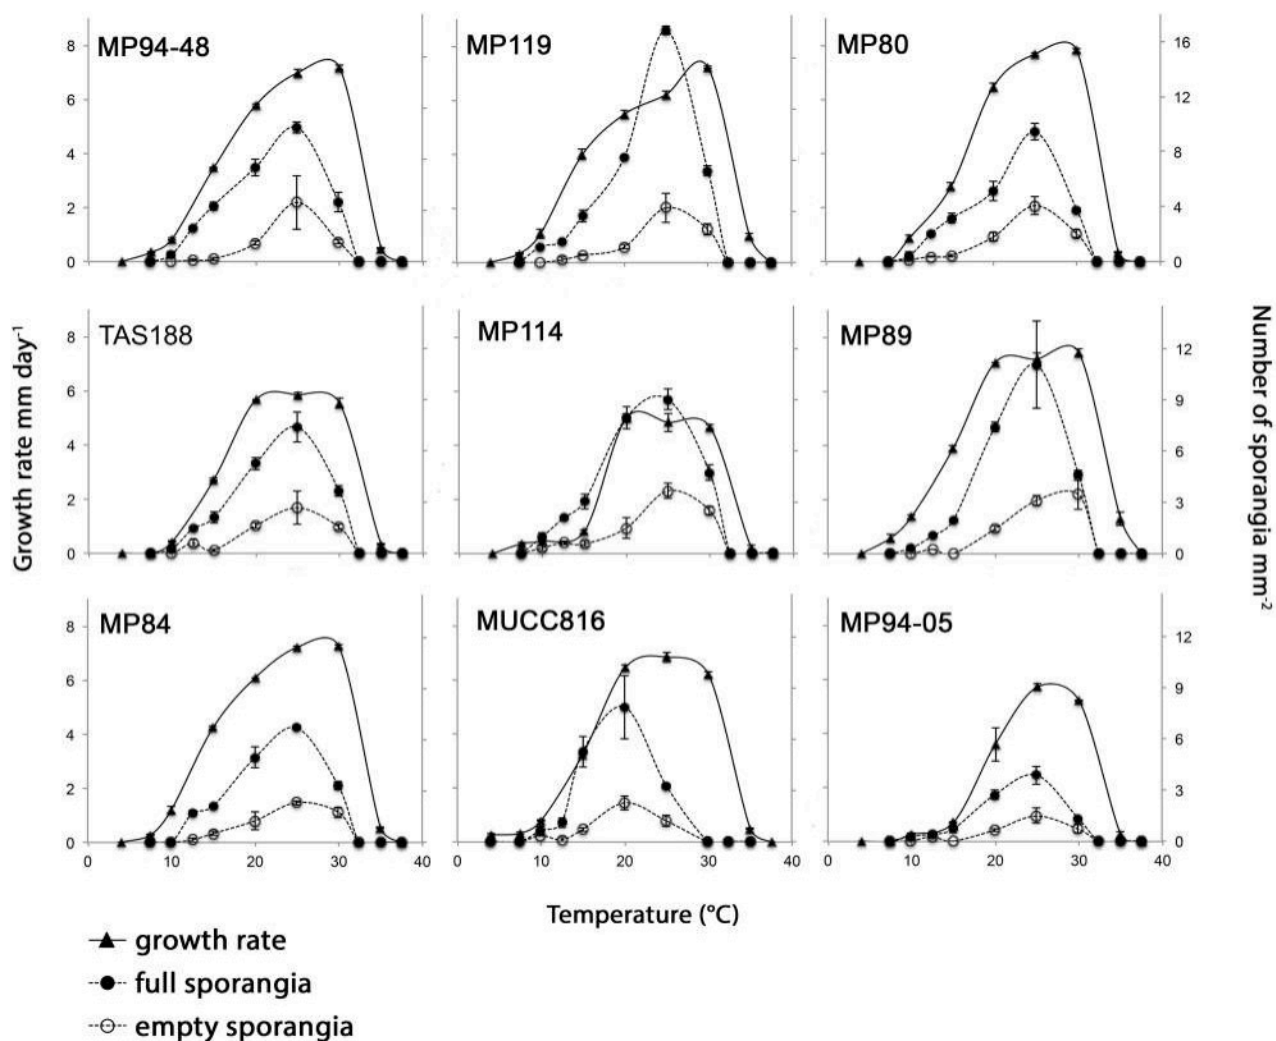 MP94-48
MP119
MP80
8
6
4
2
0
16
12
8
4
0
TAS188
MP114
MP89
8
6
4
2
0
12
9
6
3
0
MP84
MUCC816
MP94-05
8
6
4
2
0
12
9
6
3
0
0 10 20 30 40
0 10 20 30 40
0 10 20 30 40
Growth rate mm day⁻¹
Number of sporangia mm⁻²
Temperature (°C)
growth rate
full sporangia
empty sporangia